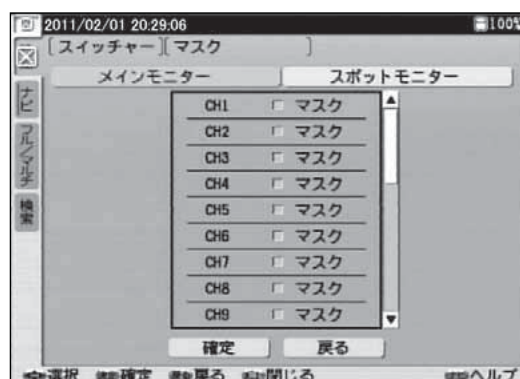 2011/02/01 20:29:06 100%
[スイッチャー][マスク ]
メインモニター スポットモニター
ナビ
フル/マルチ
検索
CH1 マスク
CH2 マスク
CH3 マスク
CH4 マスク
CH5 マスク
CH6 マスク
CH7 マスク
CH8 マスク
CH9 マスク
確定 戻る
選択 確定 戻る 閉じる ヘルプ